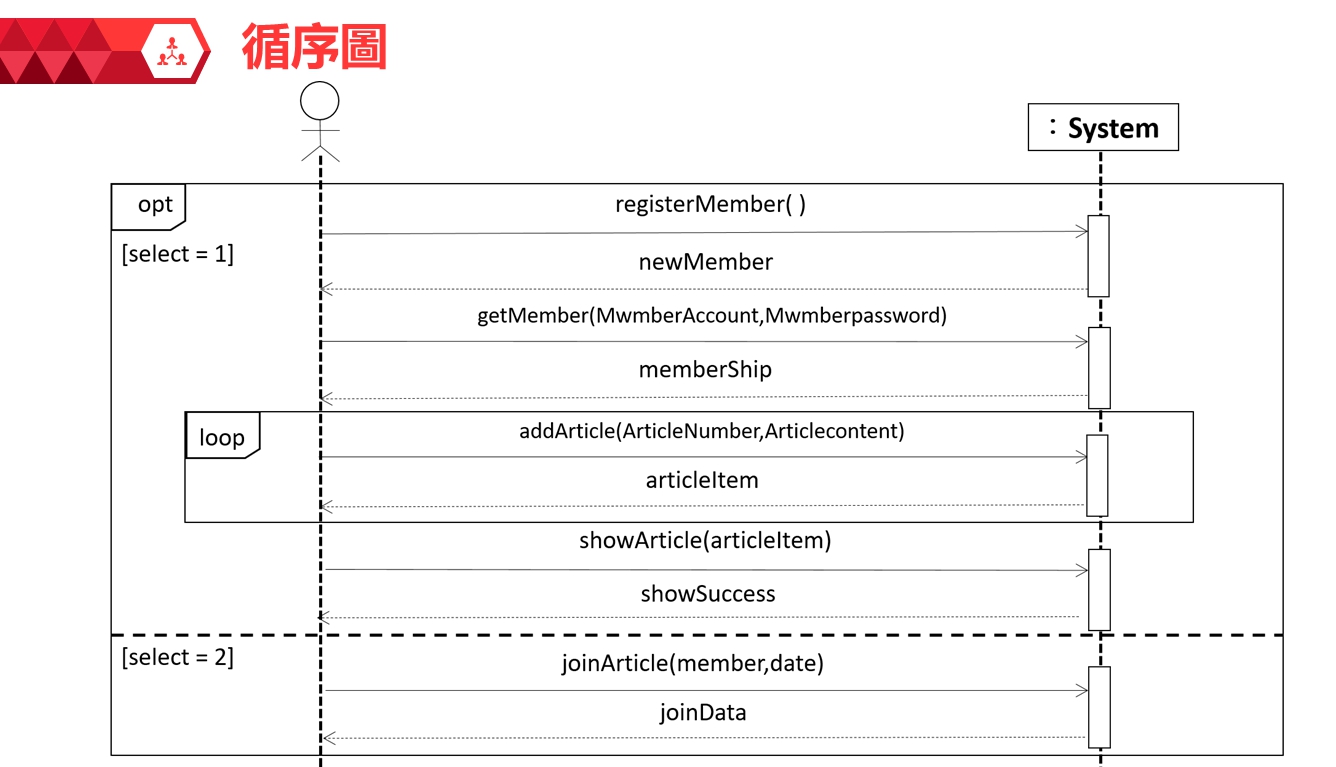 循序圖
：System
opt
registerMember( )
[select = 1]
newMember
getMember(MwmberAccount,Mwmberpassword)
memberShip
loop
addArticle(ArticleNumber,Articlecontent)
articleItem
showArticle(articleItem)
showSuccess
[select = 2]
joinArticle(member,date)
joinData